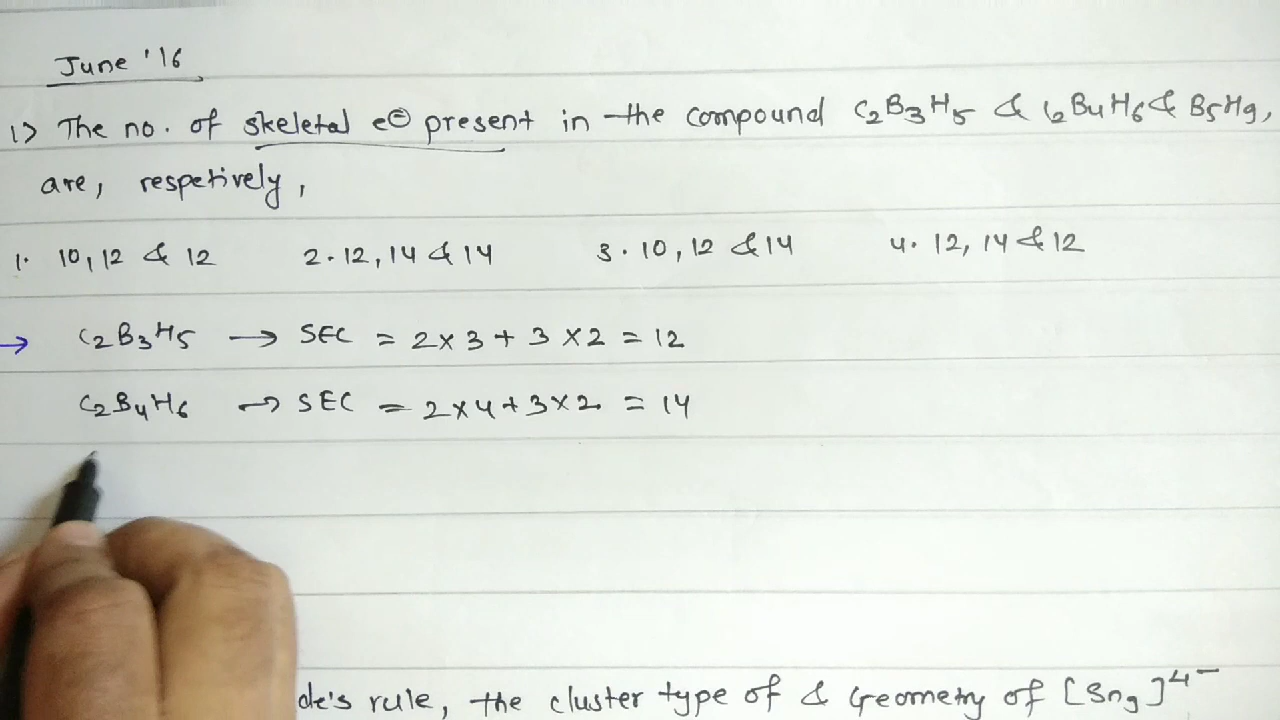 June '16
1) The no. of skeletal e⊖ present in the compound C₂B₃H₅ & C₂B₄H₆ & B₅H₉,
are, respetively,
1. 10, 12 & 12 2. 12, 14 & 14 3. 10, 12 & 14 4. 12, 14 & 12
→ C₂B₃H₅ → SEC = 2×3 + 3×2 = 12
C₂B₄H₆ → SEC = 2×4 + 3×2 = 14
de's rule, the cluster type of & Geometry of [Sn₉]⁴⁻